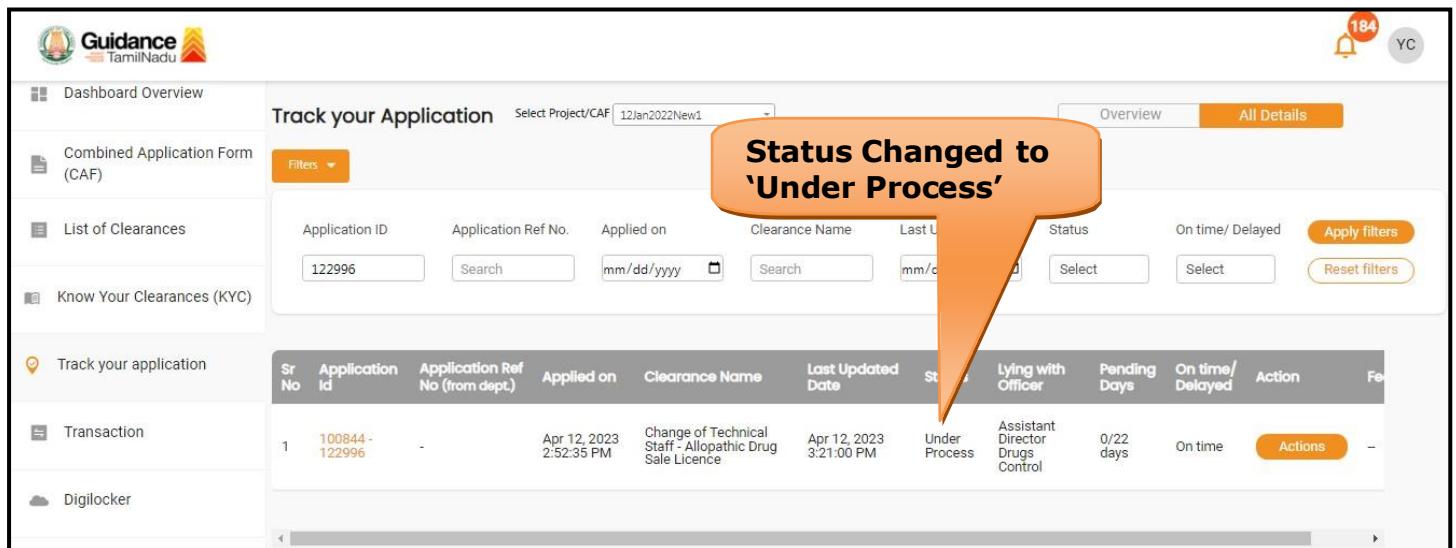 Guidance
TamilNadu
184
YC
Dashboard Overview
Combined Application Form
(CAF)
List of Clearances
Know Your Clearances (KYC)
Track your application
Transaction
Digilocker
Track your Application
Select Project/CAF
12Jan2022New1
Overview
All Details
Filters
Status Changed to
‘Under Process’
Application ID
Application Ref No.
Applied on
Clearance Name
Last U
Status
On time/ Delayed
Apply filters
122996
Search
mm/dd/yyyy
Search
mm/d
Select
Select
Reset filters
Sr
No
Application
Id
Application Ref
No (from dept.)
Applied on
Clearance Name
Last Updated
Date
Lying with
Officer
Pending
Days
On time/
Delayed
Action
Fe
1
100844 -
122996
-
Apr 12, 2023
2:52:35 PM
Change of Technical
Staff - Allopathic Drug
Sale Licence
Apr 12, 2023
3:21:00 PM
Under
Process
Assistant
Director
Drugs
Control
0/22
days
On time
Actions
--